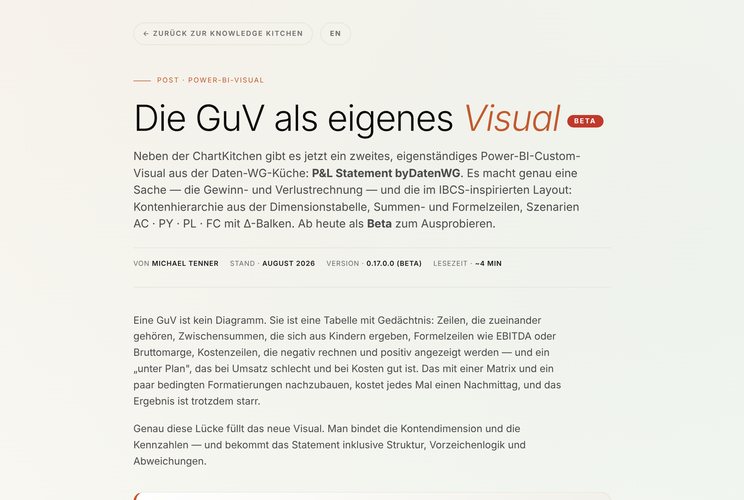 ← ZURÜCK ZUR KNOWLEDGE KITCHEN
EN
POST · POWER-BI-VISUAL
Die GuV als eigenes Visual BETA
Neben der ChartKitchen gibt es jetzt ein zweites, eigenständiges Power-BI-Custom-
Visual aus der Daten-WG-Küche: P&L Statement byDatenWG. Es macht genau eine
Sache — die Gewinn- und Verlustrechnung — und die im IBCS-inspirierten Layout:
Kontenhierarchie aus der Dimensionstabelle, Summen- und Formelzeilen, Szenarien
AC · PY · PL · FC mit Δ-Balken. Ab heute als Beta zum Ausprobieren.
VON MICHAEL TENNER STAND · AUGUST 2026 VERSION · 0.17.0.0 (BETA) LESEZEIT · ~4 MIN
Eine GuV ist kein Diagramm. Sie ist eine Tabelle mit Gedächtnis: Zeilen, die zueinander
gehören, Zwischensummen, die sich aus Kindern ergeben, Formelzeilen wie EBITDA oder
Bruttomarge, Kostenzeilen, die negativ rechnen und positiv angezeigt werden — und ein
„unter Plan", das bei Umsatz schlecht und bei Kosten gut ist. Das mit einer Matrix und ein
paar bedingten Formatierungen nachzubauen, kostet jedes Mal einen Nachmittag, und das
Ergebnis ist trotzdem starr.
Genau diese Lücke füllt das neue Visual. Man bindet die Kontendimension und die
Kennzahlen — und bekommt das Statement inklusive Struktur, Vorzeichenlogik und
Abweichungen.